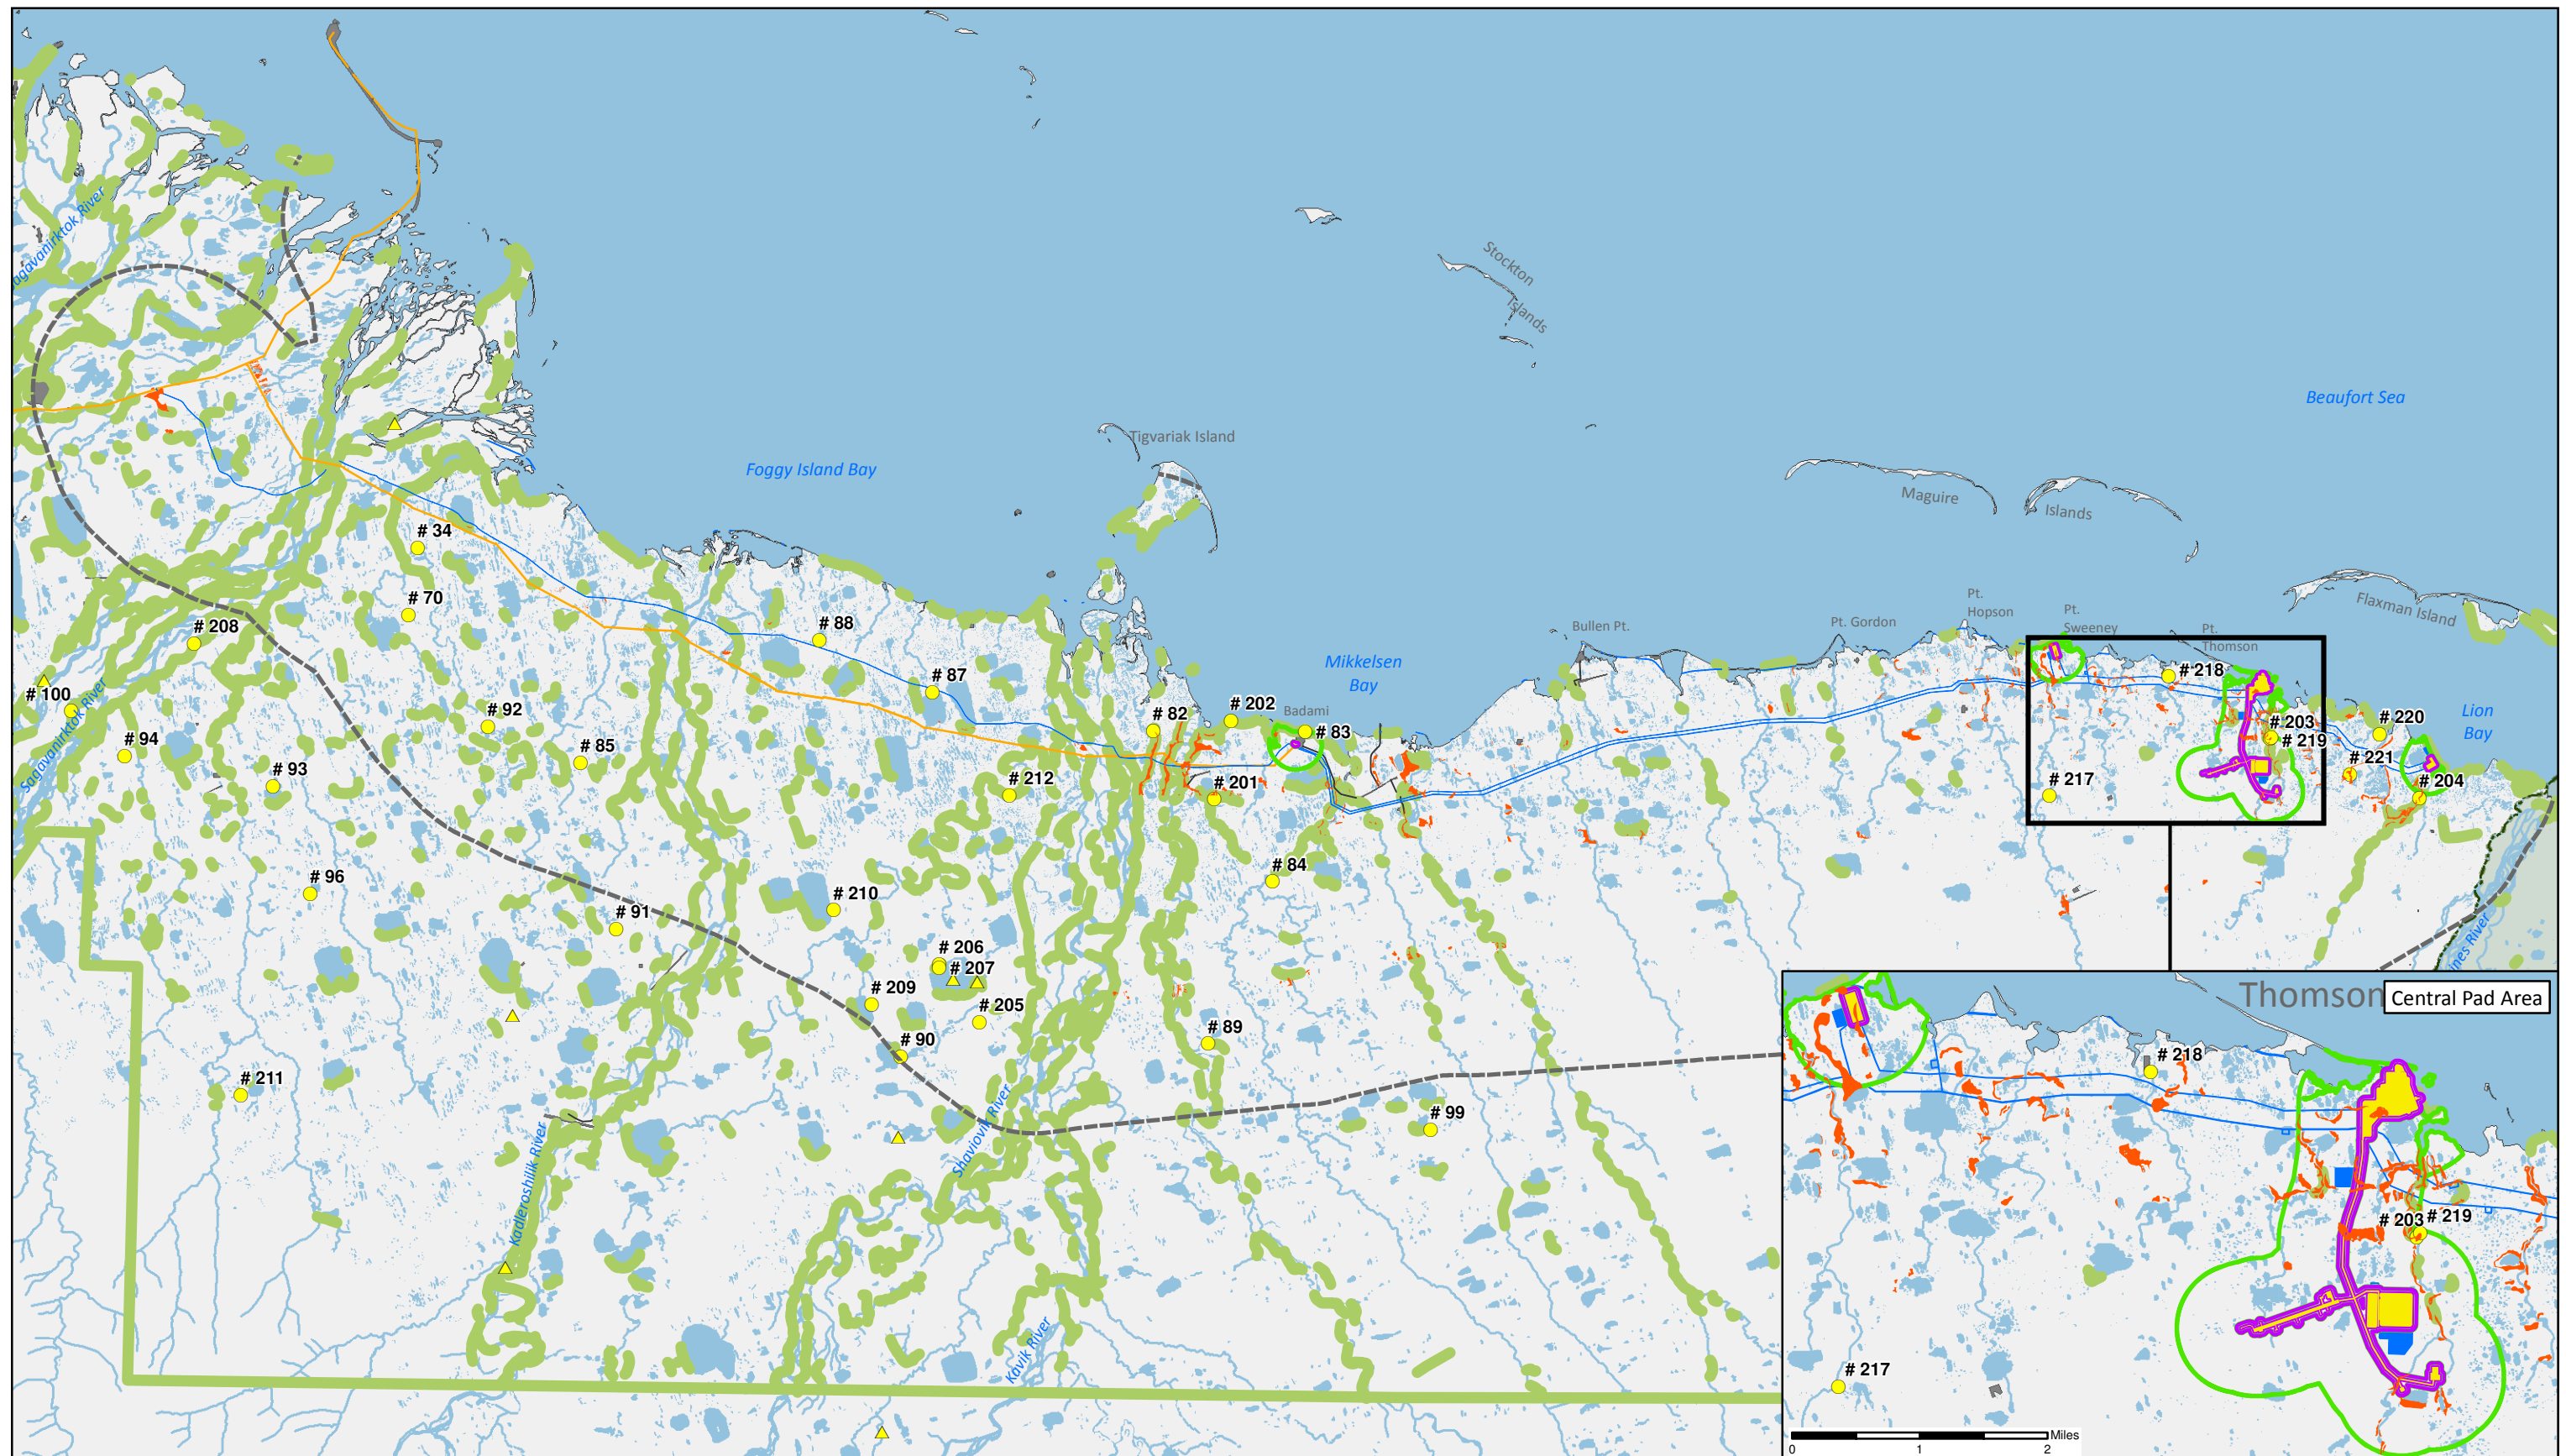 Sagavanirktok River
Stockton
Islands
Beaufort Sea
Tigvariak Island
Foggy Island Bay
Maguire
Islands
# 34
# 70
# 208
# 88
Bullen Pt.
Pt. Gordon
Pt.
Hopson
Pt.
Sweeney
Pt.
Thomson
Flaxman Island
Mikkelsen
Bay
# 87
# 218
# 100
Sagavanirktok River
# 92
# 82
# 202
Badami
# 83
# 203
# 219
# 220
Lion
Bay
# 94
# 85
# 93
# 212
# 201
# 217
# 221
# 204
# 96
# 91
# 210
# 84
# 206
# 207
# 209
# 205
# 90
# 89
# 211
# 99
Kadleroshilik River
Shaviovik River
Kavik River
ines River
Thomson
Central Pad Area
# 218
# 203
# 219
# 217
Miles
0
1
2